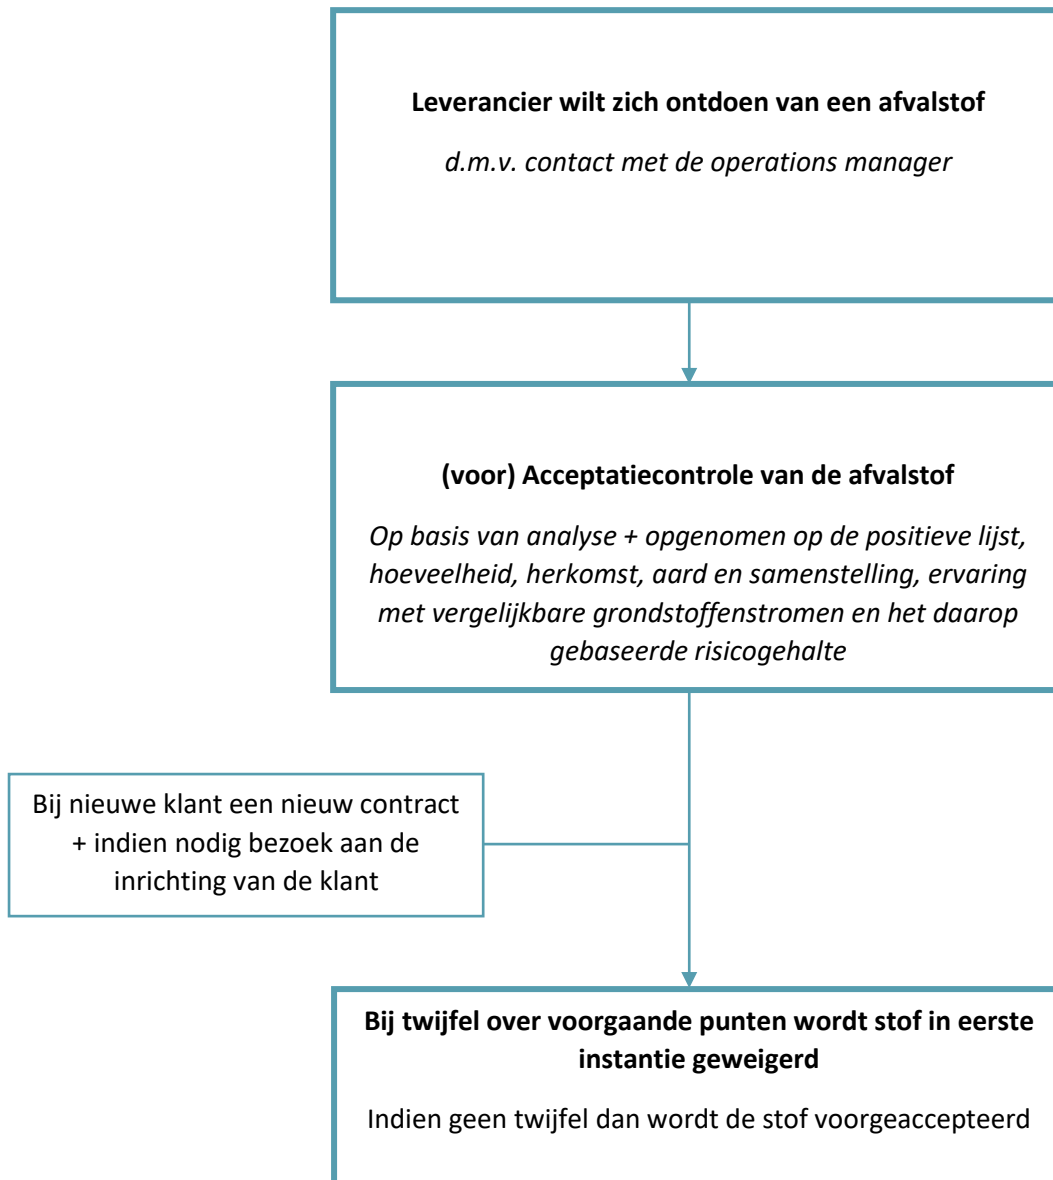 Leverancier wilt zich ontdoen van een afvalstof
d.m.v. contact met de operations manager
(voor) Acceptatiecontrole van de afvalstof
Op basis van analyse + opgenomen op de positieve lijst,
hoeveelheid, herkomst, aard en samenstelling, ervaring
met vergelijkbare grondstoffenstromen en het daarop
gebaseerde risicogehalte
Bij nieuwe klant een nieuw contract
+ indien nodig bezoek aan de
inrichting van de klant
Bij twijfel over voorgaande punten wordt stof in eerste
instantie geweigerd
Indien geen twijfel dan wordt de stof voorgeaccepteerd